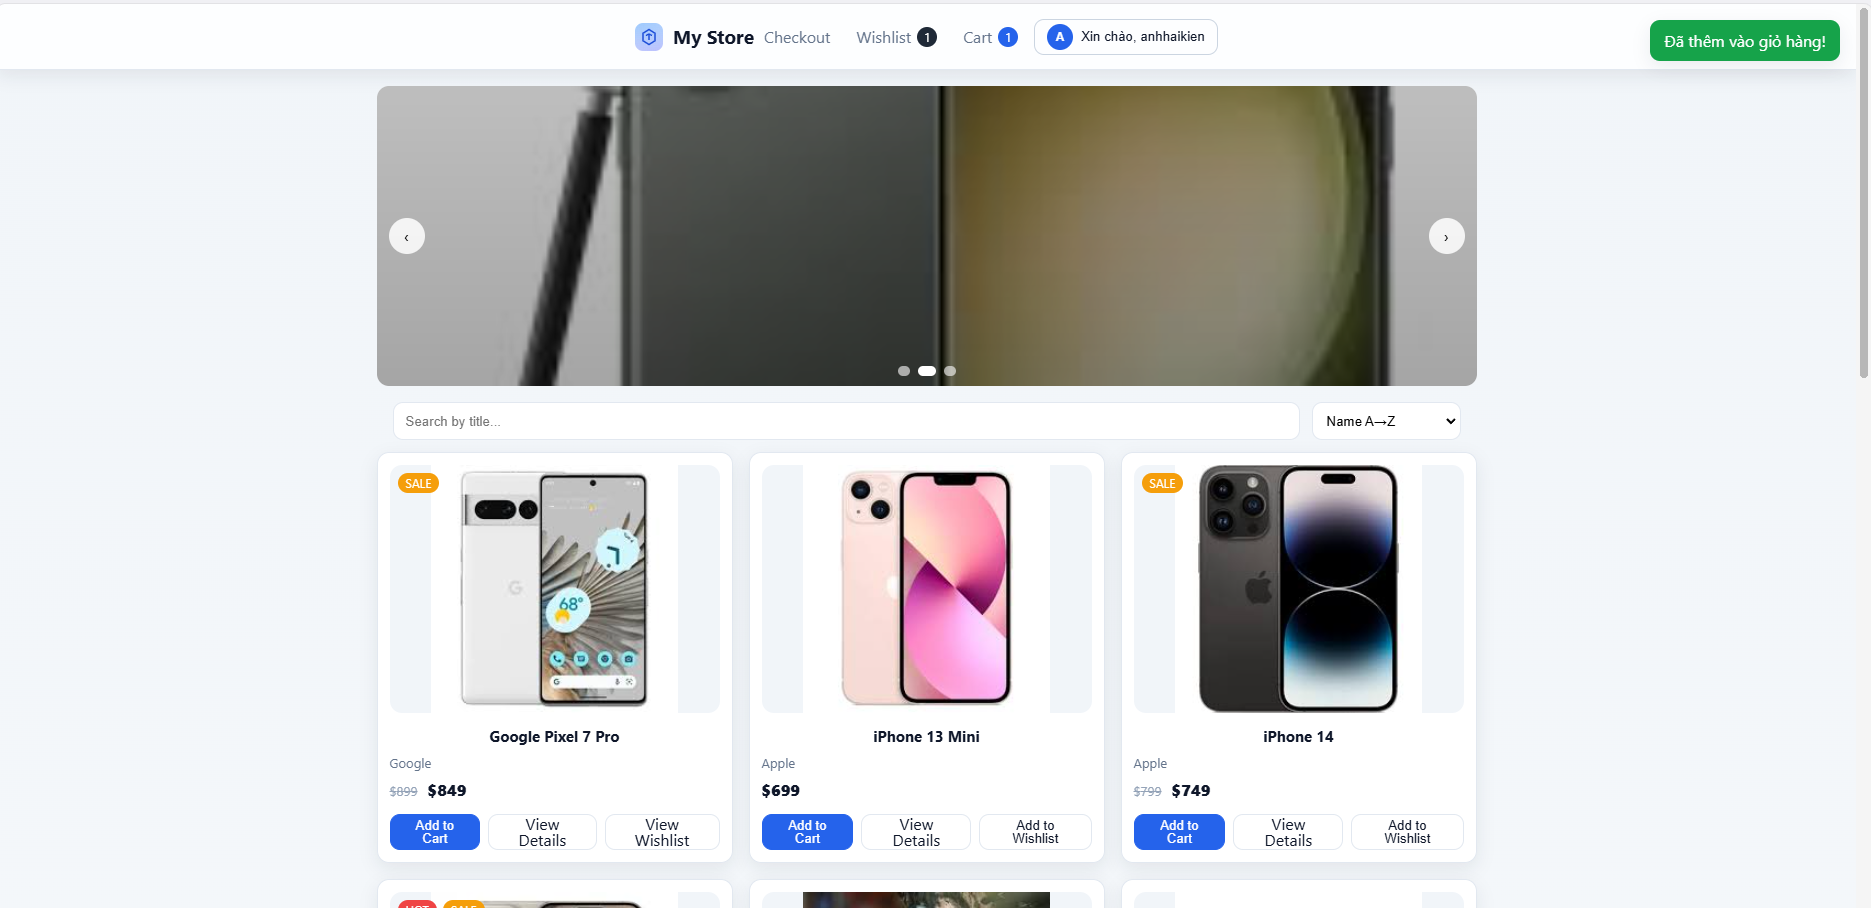 My Store
Checkout
Wishlist 1
Cart 1
A Xin chào, anhhaikien
Đã thêm vào giỏ hàng!
‹
›
Search by title...
Name A→Z
SALE
68°
G
Google Pixel 7 Pro
Google
$899 $849
Add to
Cart
View
Details
View
Wishlist
iPhone 13 Mini
Apple
$699
Add to
Cart
View
Details
Add to
Wishlist
SALE
iPhone 14
Apple
$799 $749
Add to
Cart
View
Details
Add to
Wishlist
HOT
SALE